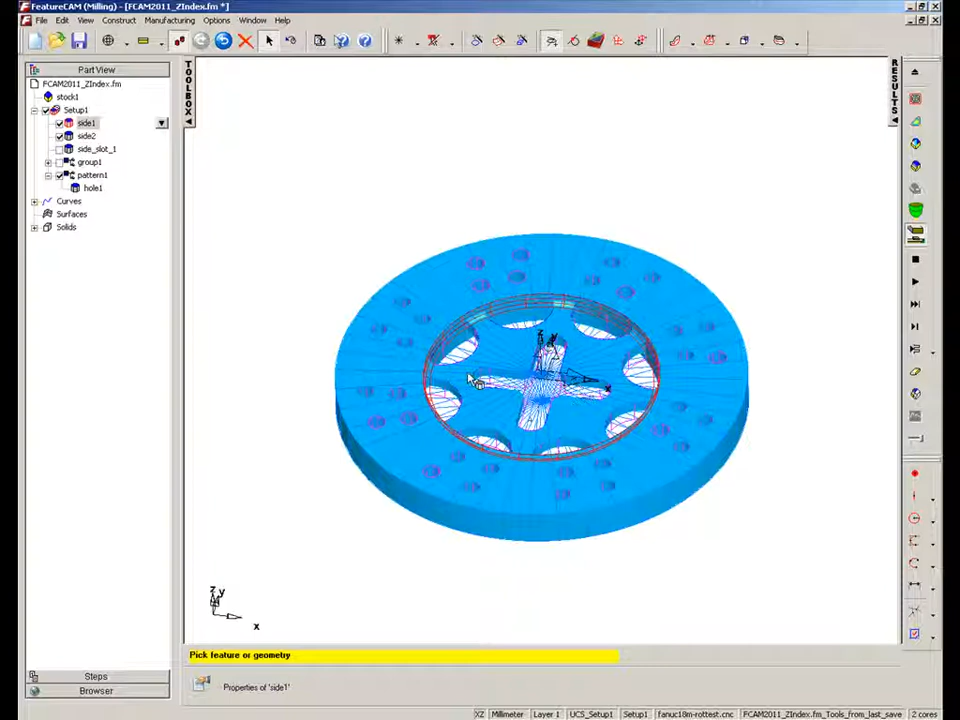 FeatureCAM (Milling) - [FCAM2011_ZIndex.fm *]
File Edit View Construct Manufacturing Options Window Help
Part View
FCAM2011_ZIndex.fm
stock1
Setup1
side1
side2
side_slot_1
group1
pattern1
hole1
Curves
Surfaces
Solids
TOOLBOX
RESULTS
z
y
x
z
y
x
Pick feature or geometry
Steps
Properties of 'side1'
Browser
XZ Millimeter Layer 1 UCS_Setup1 Setup1 fanuc18m-rottest.cnc FCAM2011_ZIndex.fm_Tools_from_last_save 2 cores